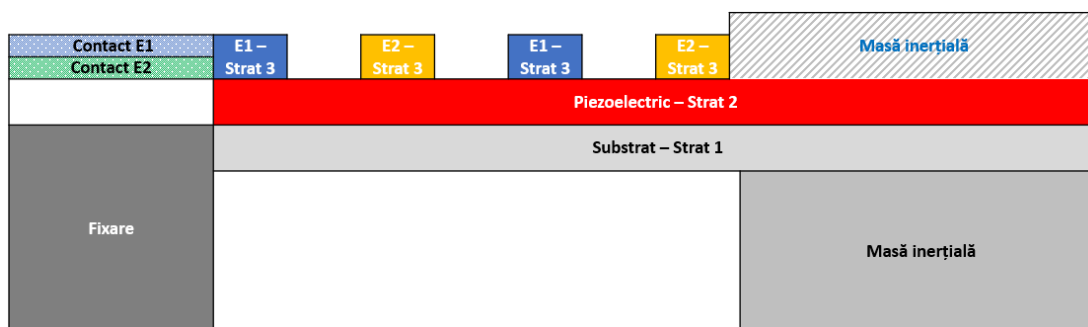 Contact E1
Contact E2
E1 –
Strat 3
E2 –
Strat 3
E1 –
Strat 3
E2 –
Strat 3
Masă inerțială
Piezoelectric – Strat 2
Substrat – Strat 1
Fixare
Masă inerțială